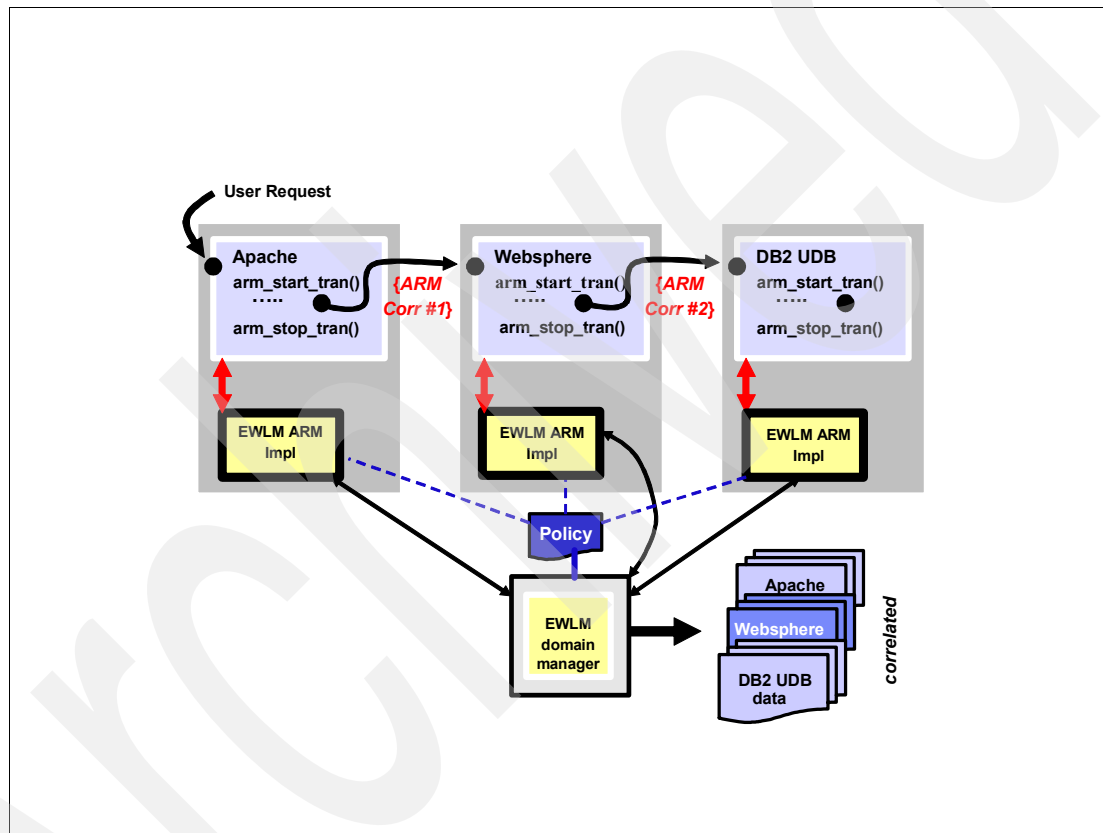 User Request
Apache
arm_start_tran()
.....
arm_stop_tran()
{ARM
Corr #1}
Websphere
arm_start_tran()
.....
arm_stop_tran()
{ARM
Corr #2}
DB2 UDB
arm_start_tran()
.....
arm_stop_tran()
EWLM ARM
Impl
EWLM ARM
Impl
EWLM ARM
Impl
Policy
EWLM
domain
manager
Apache
Websphere
DB2 UDB
data
correlated
Archived